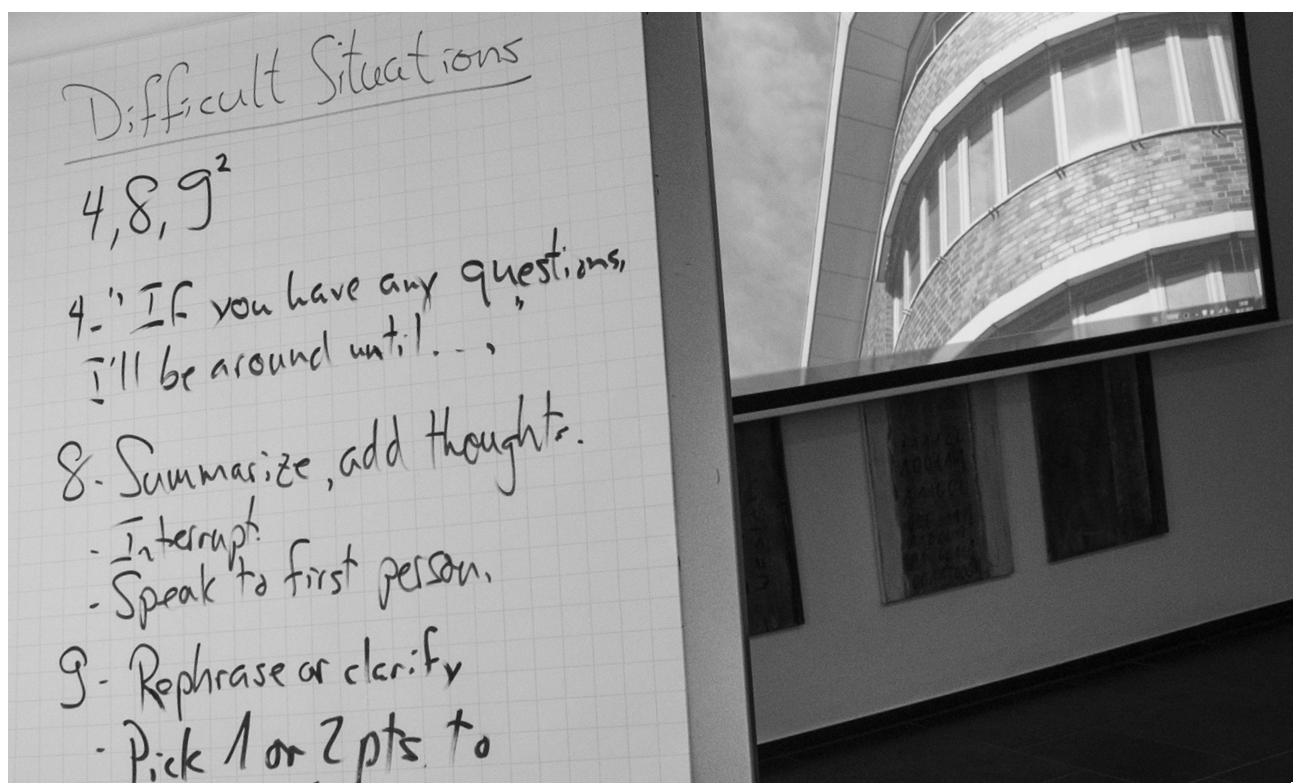 Difficult Situations
4, 8, 9²
4-" If you have any questions,
I'll be around until...,"
8- Summarize, add thoughts.
- Interrupt.
- Speak to first person.
9- Rephrase or clarify
- Pick 1 or 2 pts. to